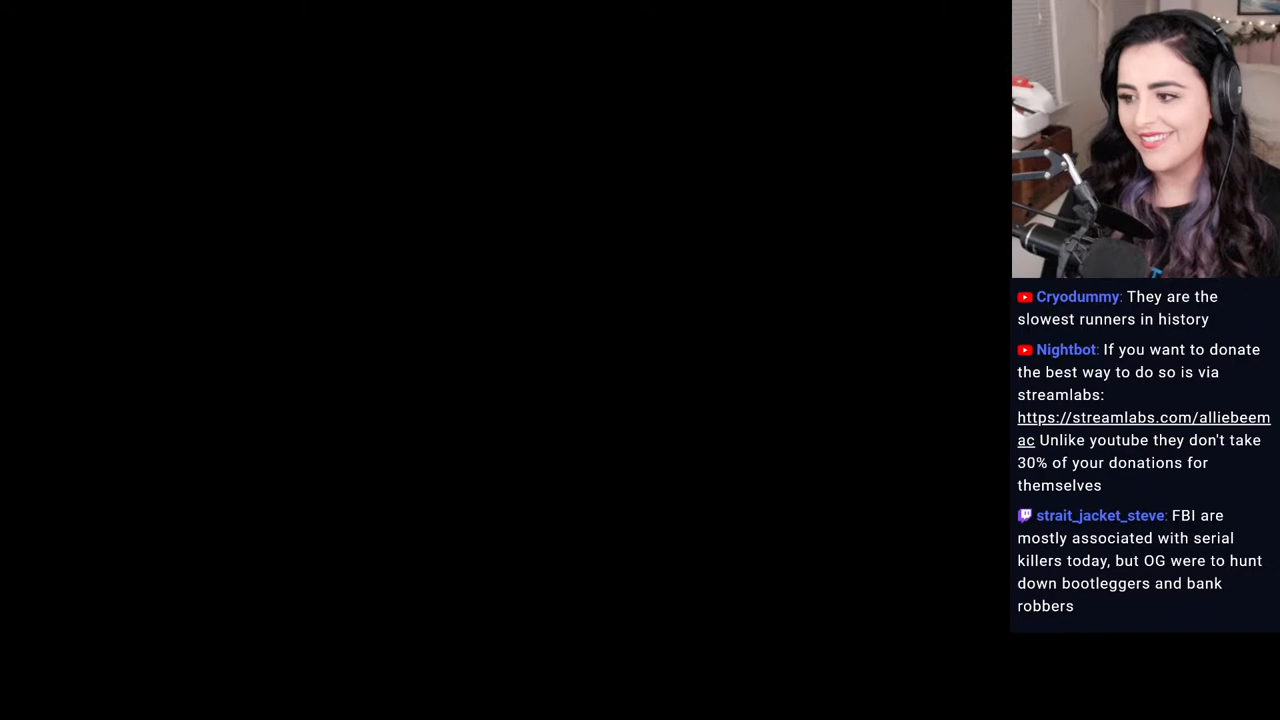 Cryodummy: They are the
slowest runners in history
Nightbot: If you want to donate
the best way to do so is via
streamlabs:
https://streamlabs.com/alliebeem
ac Unlike youtube they don't take
30% of your donations for
themselves
strait_jacket_steve: FBI are
mostly associated with serial
killers today, but OG were to hunt
down bootleggers and bank
robbers